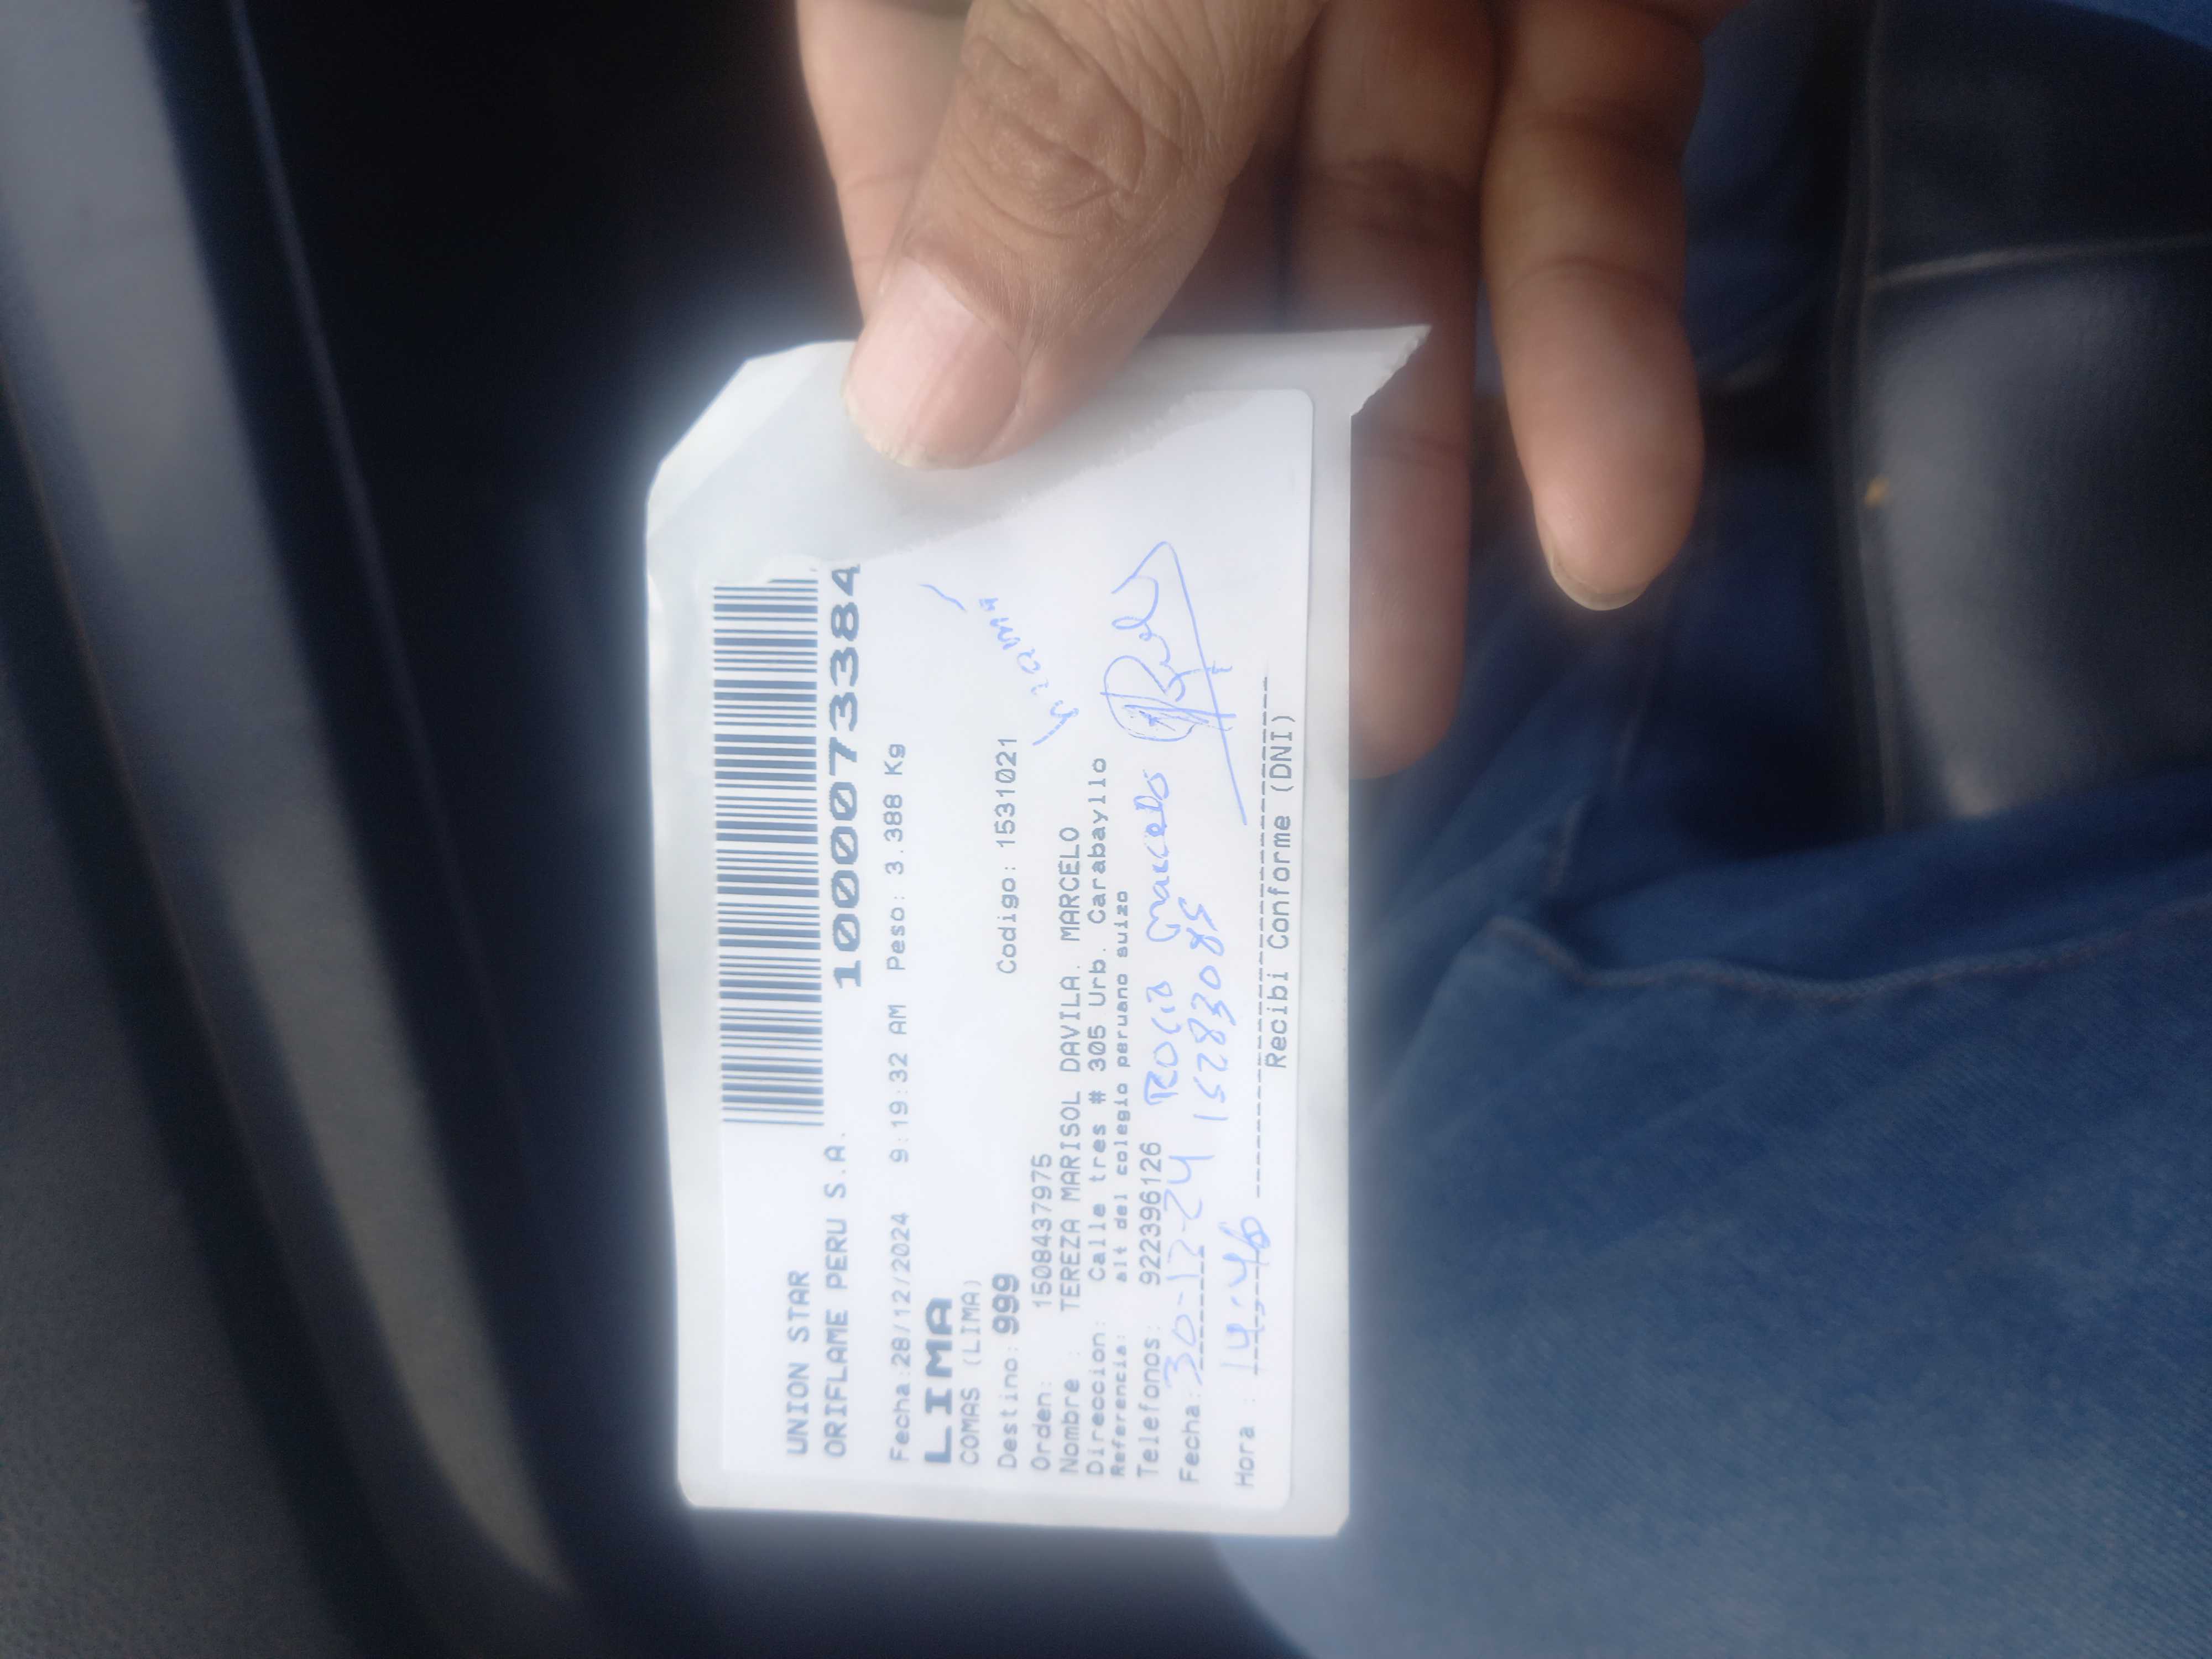 1000073384
UNION STAR
ORIFLAME PERU S.A.
Fecha:28/12/2024 9:19:32 AM Peso: 3.388 Kg
LIMA
COMAS (LIMA)
Destino:999 Codigo: 1531021
Orden: 1508437975
Nombre : TEREZA MARISOL DAVILA. MARCELO
Direccion: Calle tres # 305 Urb. Carabayllo
Referencia: alt del colegio peruano suizo
Telefonos: 922396126
Fecha: 30-12-24 Rocio
15283085
Hora : 14:46
Recibi Conforme (DNI)